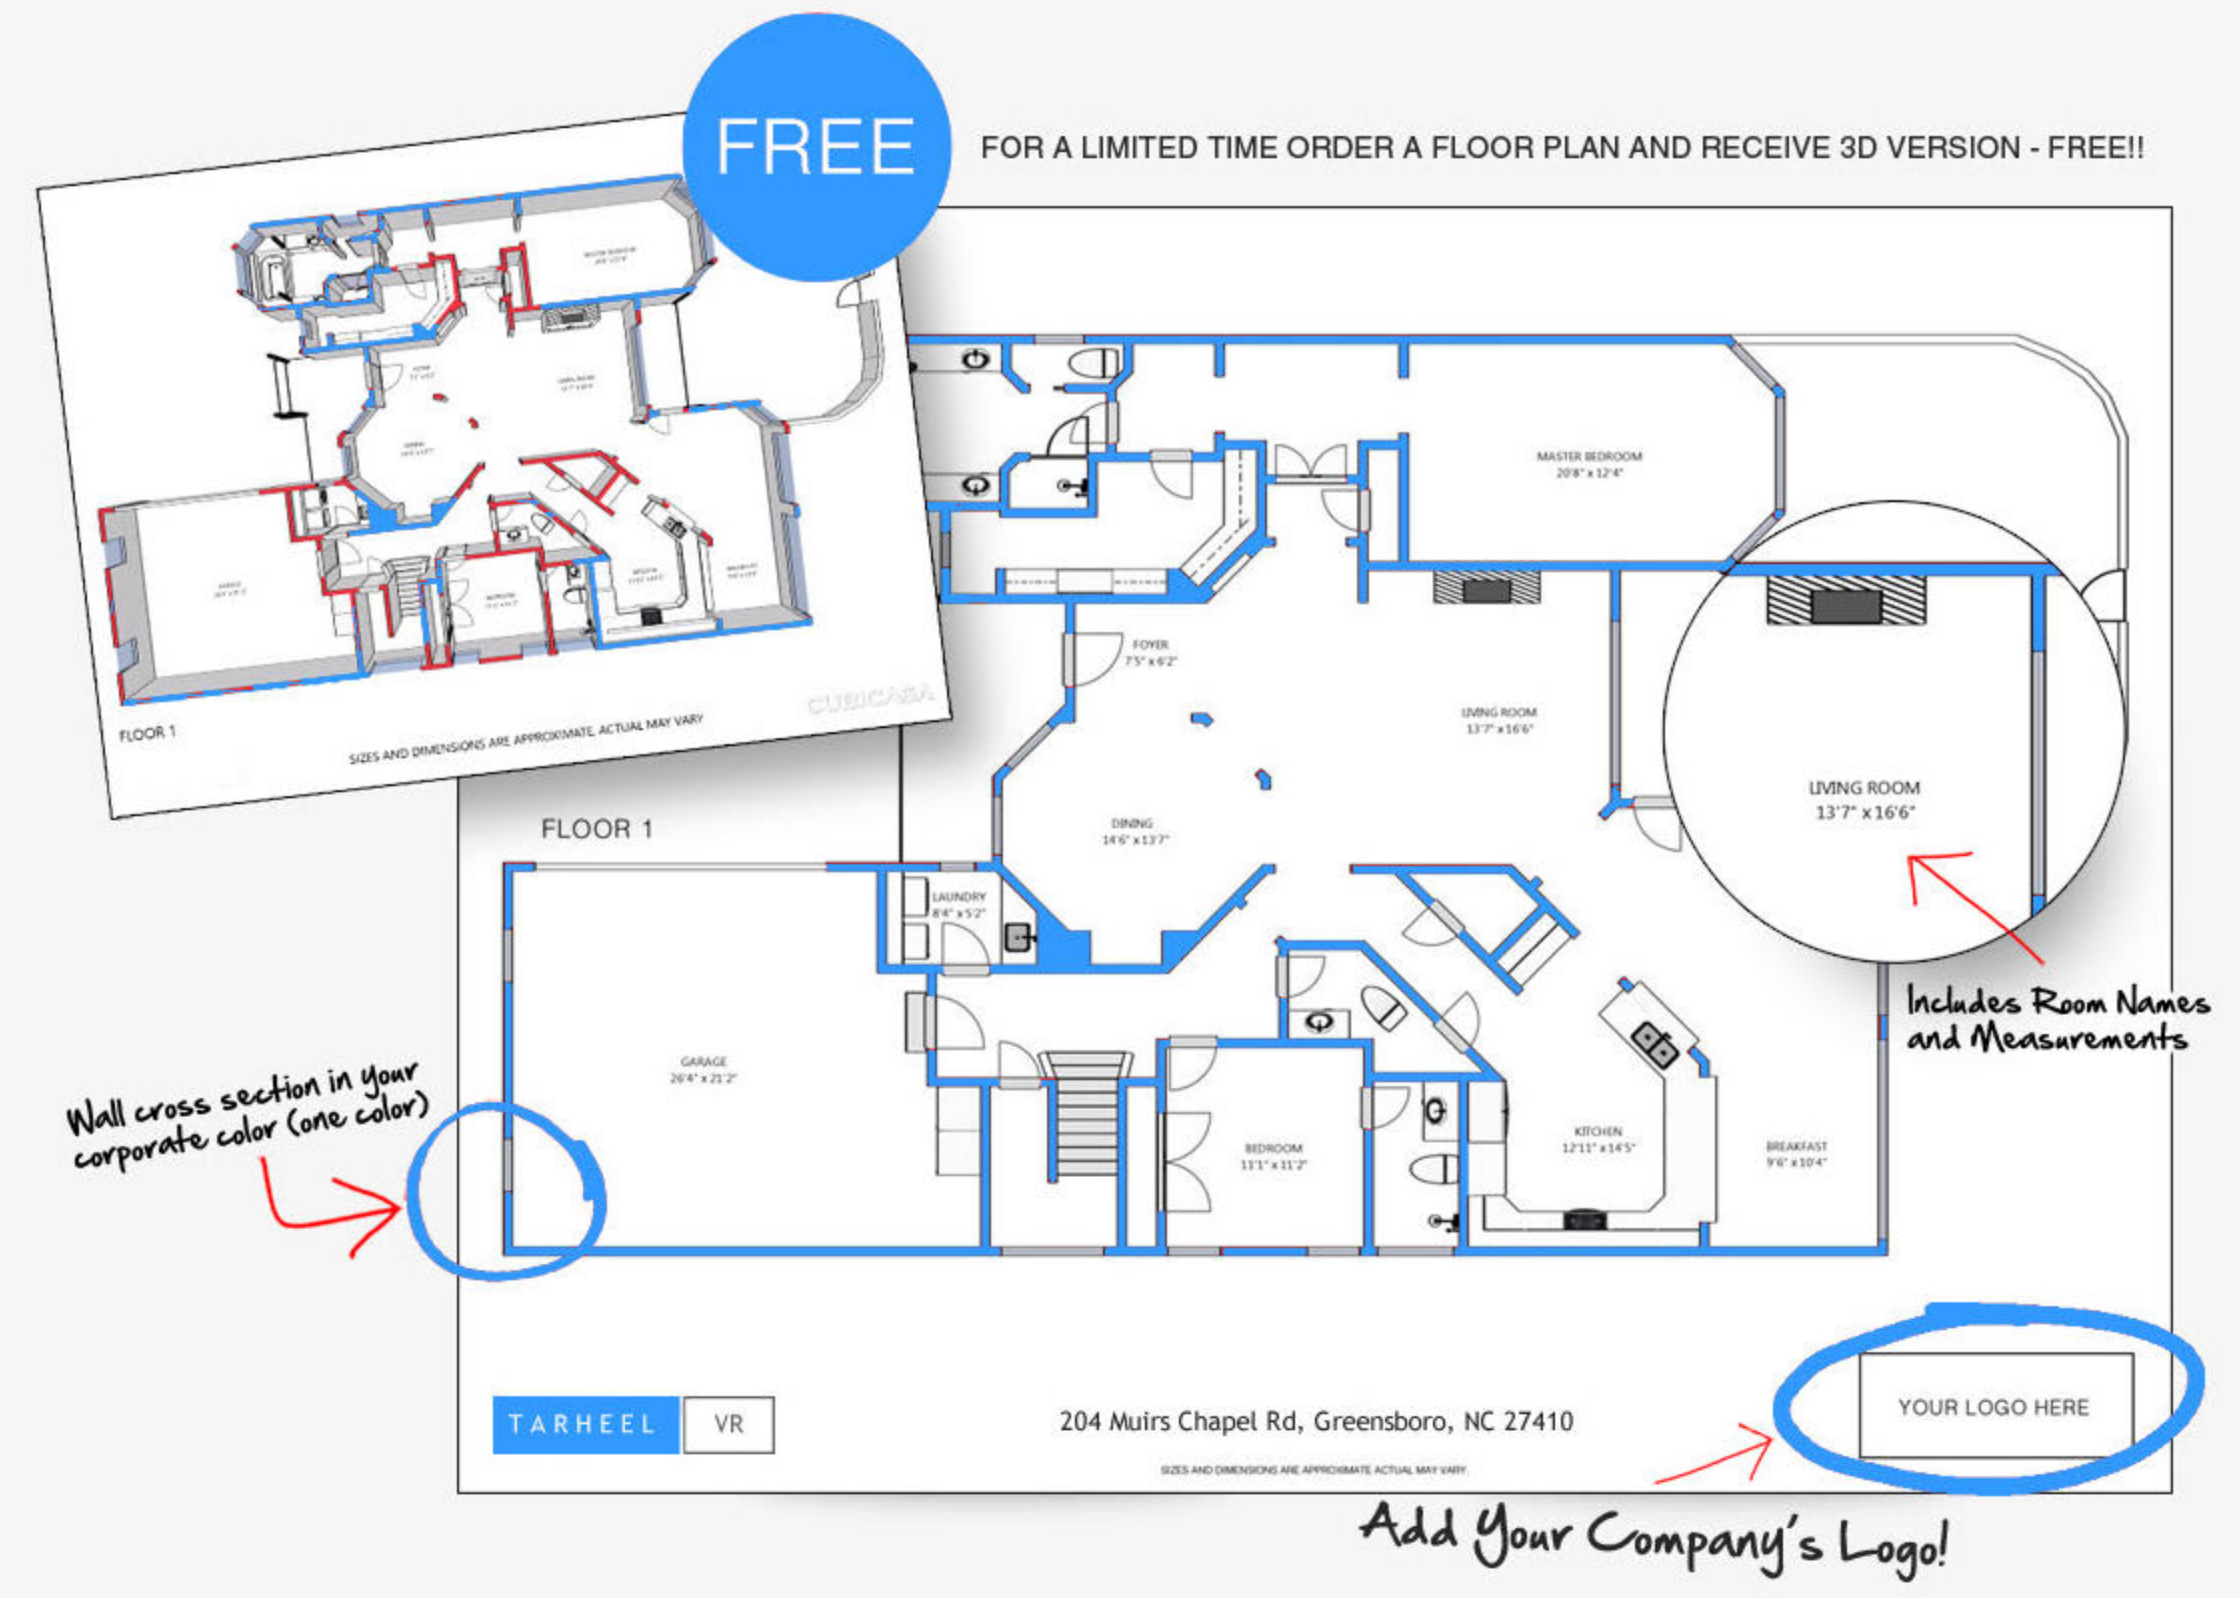 FREE
FOR A LIMITED TIME ORDER A FLOOR PLAN AND RECEIVE 3D VERSION - FREE!!
CUBICASA
FLOOR 1
SIZES AND DIMENSIONS ARE APPROXIMATE, ACTUAL MAY VARY
MASTER BEDROOM
20'8" x 12'4"
FOYER
7'5" x 6'2"
LIVING ROOM
13'7" x 16'6"
LIVING ROOM
13'7" x 16'6"
DINING
14'6" x 13'7"
FLOOR 1
LAUNDRY
8'4" x 5'2"
Includes Room Names
and Measurements
GARAGE
26'4" x 21'2"
Wall cross section in your
corporate color (one color)
BEDROOM
11'1" x 11'2"
KITCHEN
12'11" x 14'5"
BREAKFAST
9'6" x 10'4"
TARHEEL VR
204 Muirs Chapel Rd, Greensboro, NC 27410
YOUR LOGO HERE
SIZES AND DIMENSIONS ARE APPROXIMATE ACTUAL MAY VARY.
Add Your Company's Logo!